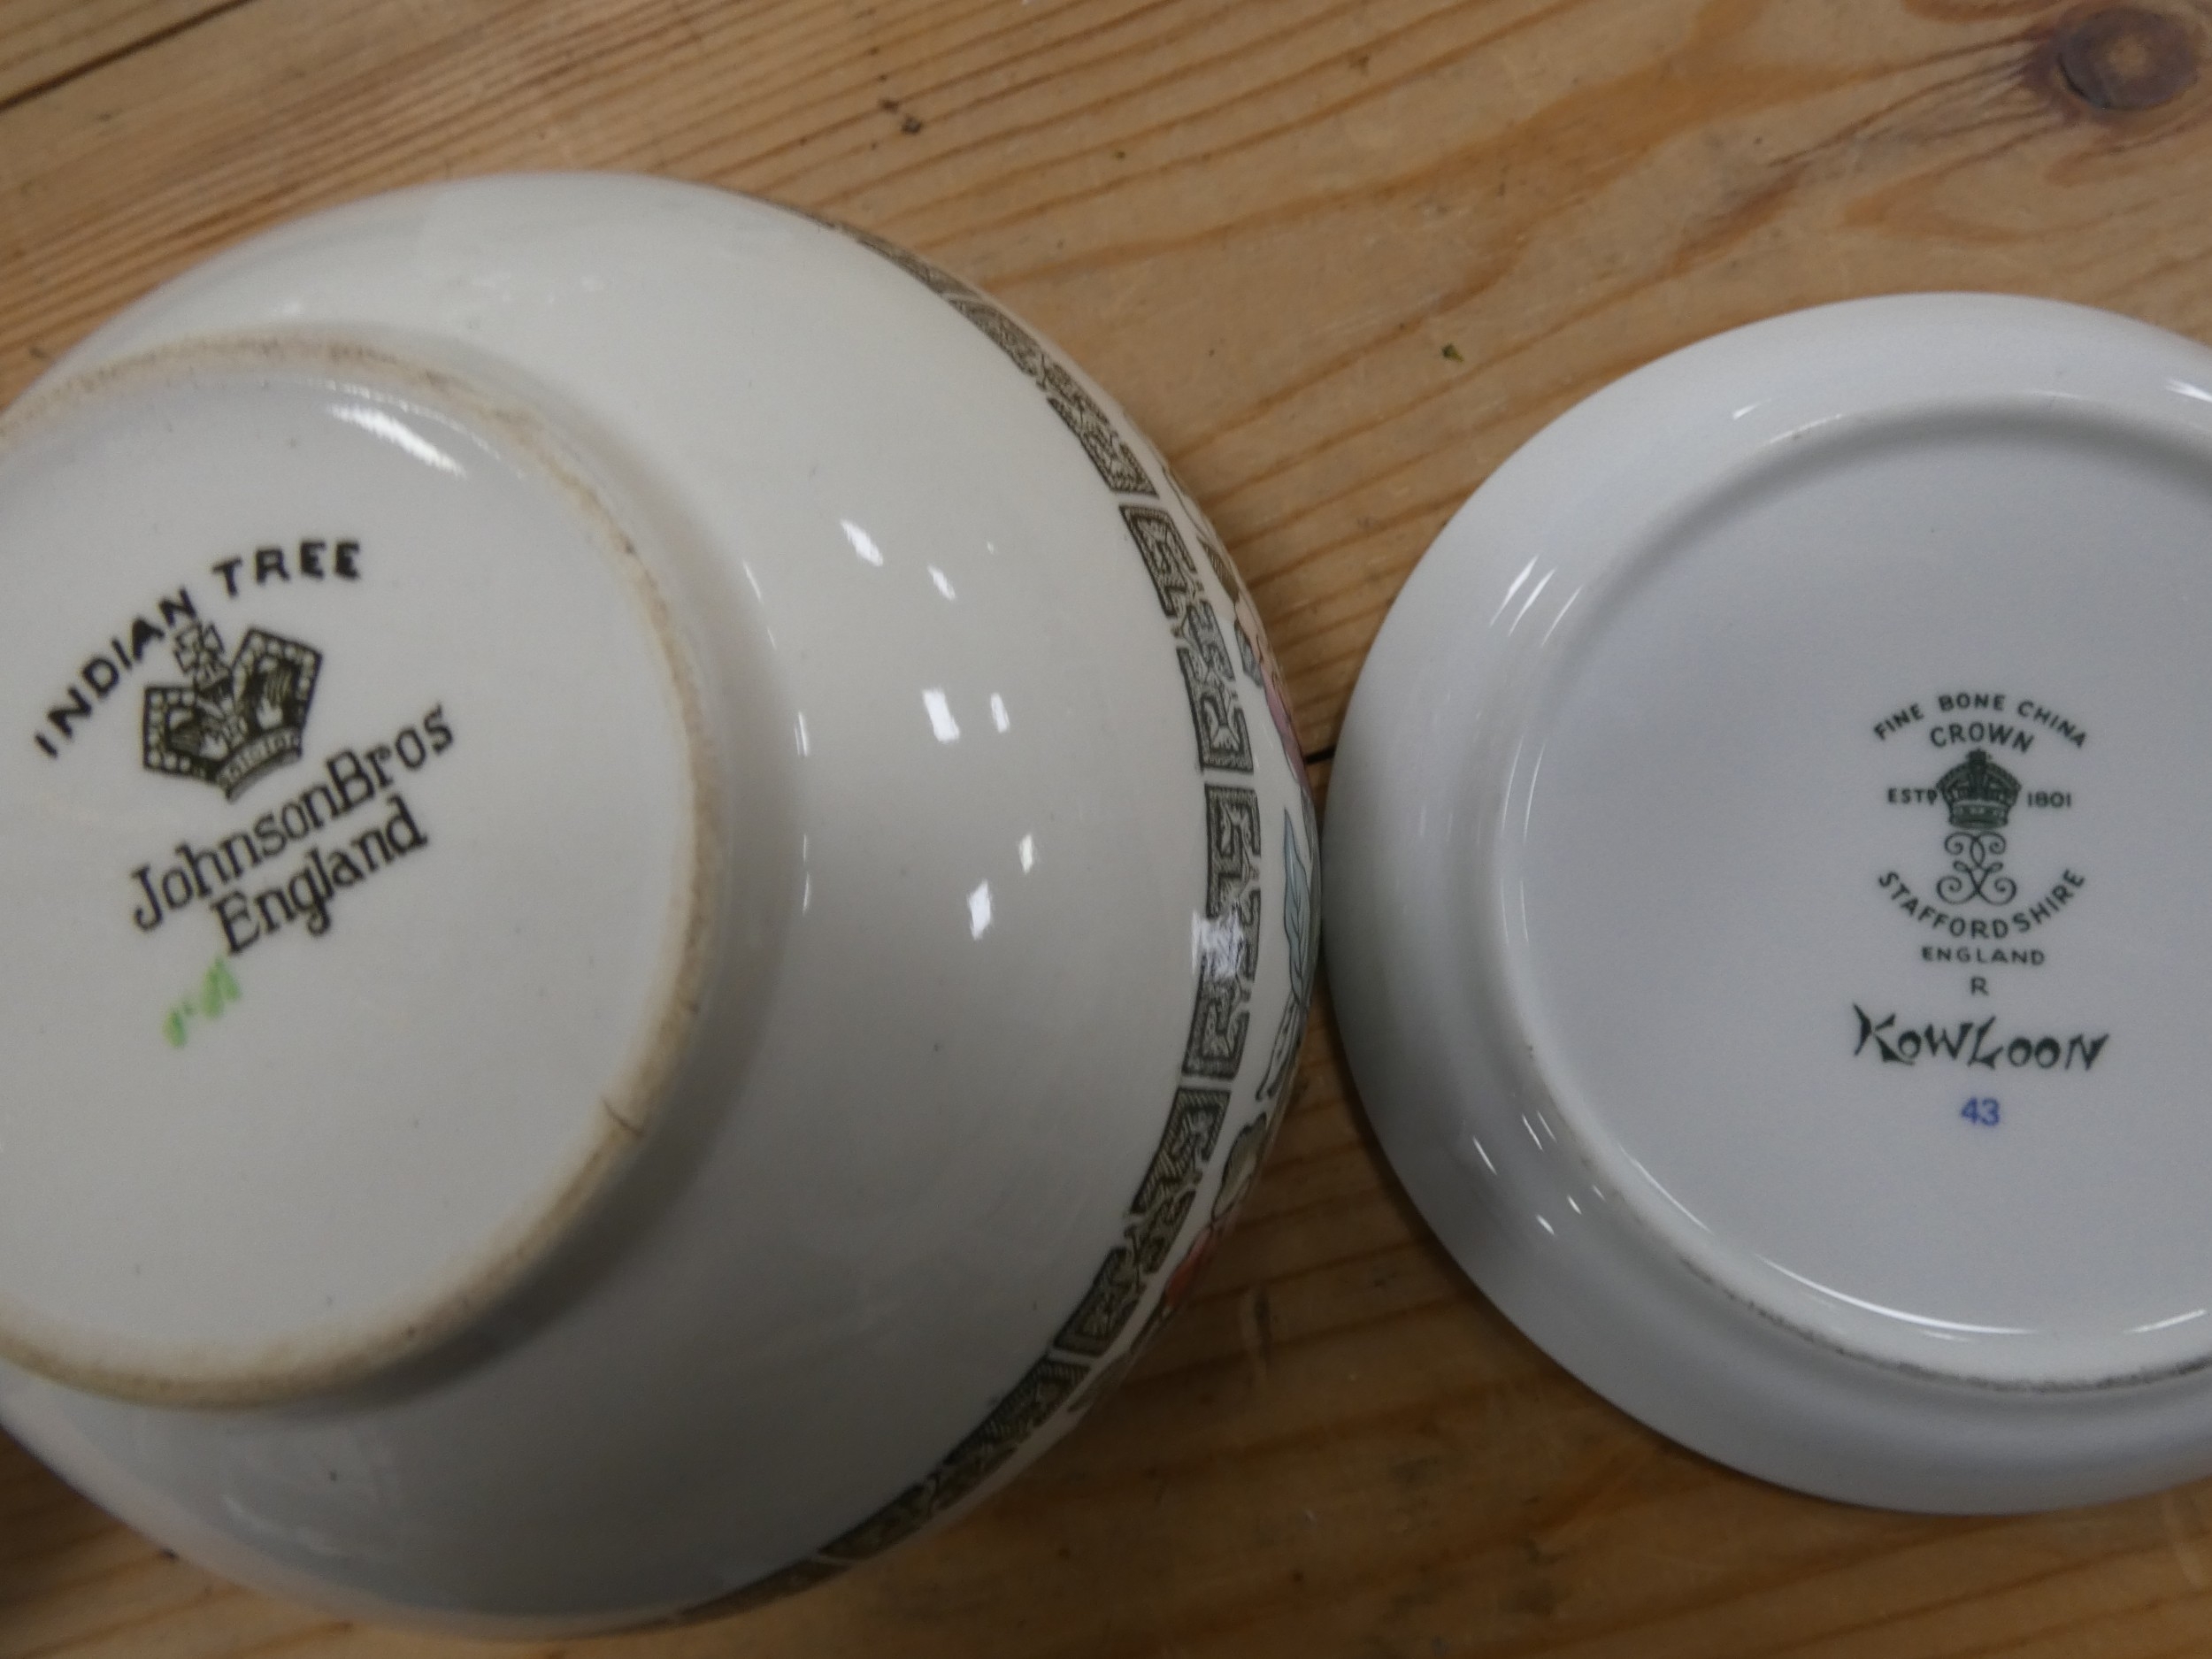 INDIAN TREE
JohnsonBros
England
FINE BONE CHINA
CROWN
ESTD 1801
STAFFORDSHIRE
ENGLAND
R
KOWLOON
43